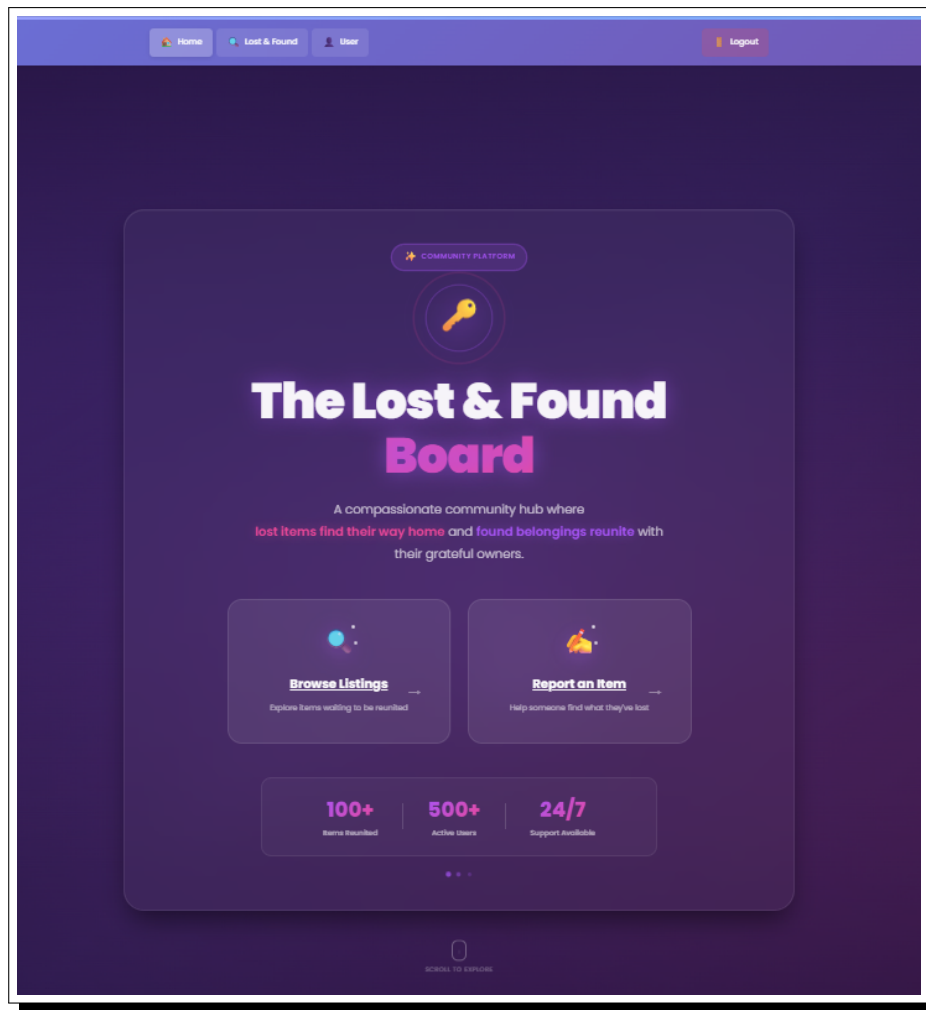 Home
Lost & Found
User
Logout
COMMUNITY PLATFORM
The Lost & Found
Board
A compassionate community hub where
lost items find their way home and found belongings reunite with
their grateful owners.
Browse Listings
→
Explore items waiting to be reunited
Report an Item
→
Help someone find what they've lost
100+
Items Reunited
500+
Active Users
24/7
Support Available
SCROLL TO EXPLORE